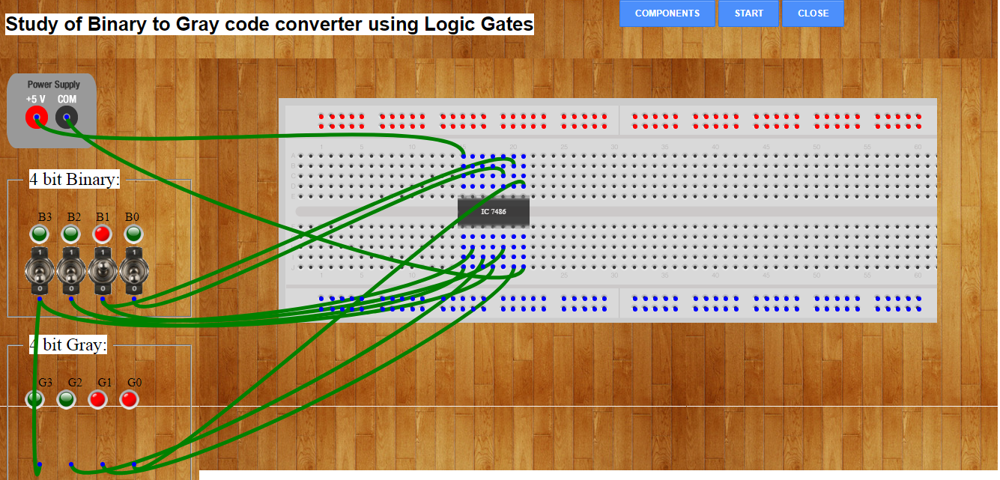 Study of Binary to Gray code converter using Logic Gates
COMPONENTS START CLOSE
Power Supply
+5 V COM
1 5 10 15 20 25 30 35 40 45 50 55 60
A
B
C
D
E
IC 7486
J
1 5 10 25 30 35 40 45 50 55 60
4 bit Binary:
B3 B2 B1 B0
1 1 1 1
0 0 0 0
4 bit Gray:
G3 G2 G1 G0